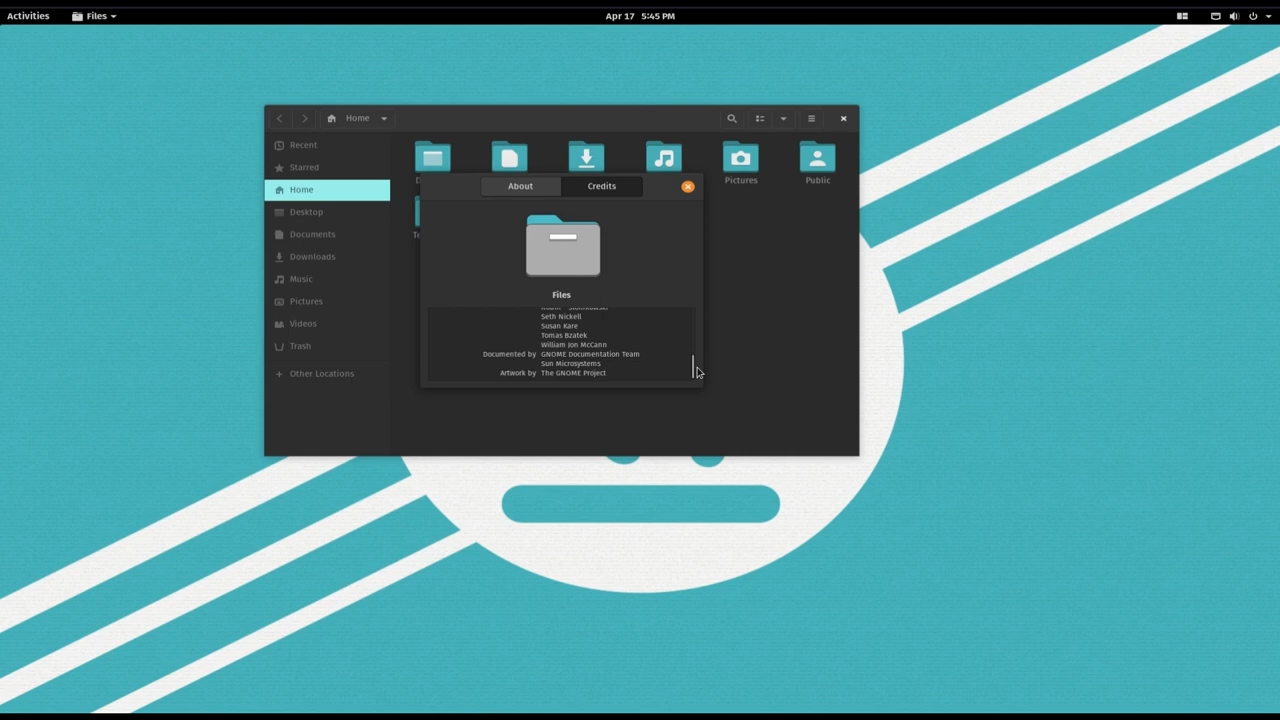 Activities
Files
Apr 17 5:45 PM
Home
Recent
Starred
Home
Desktop
Documents
Downloads
Music
Pictures
Videos
Trash
Other Locations
Pictures
Public
About
Credits
Files
Seth Nickell
Susan Kare
Tomas Bzatek
William Jon McCann
Documented by GNOME Documentation Team
Sun Microsystems
Artwork by The GNOME Project